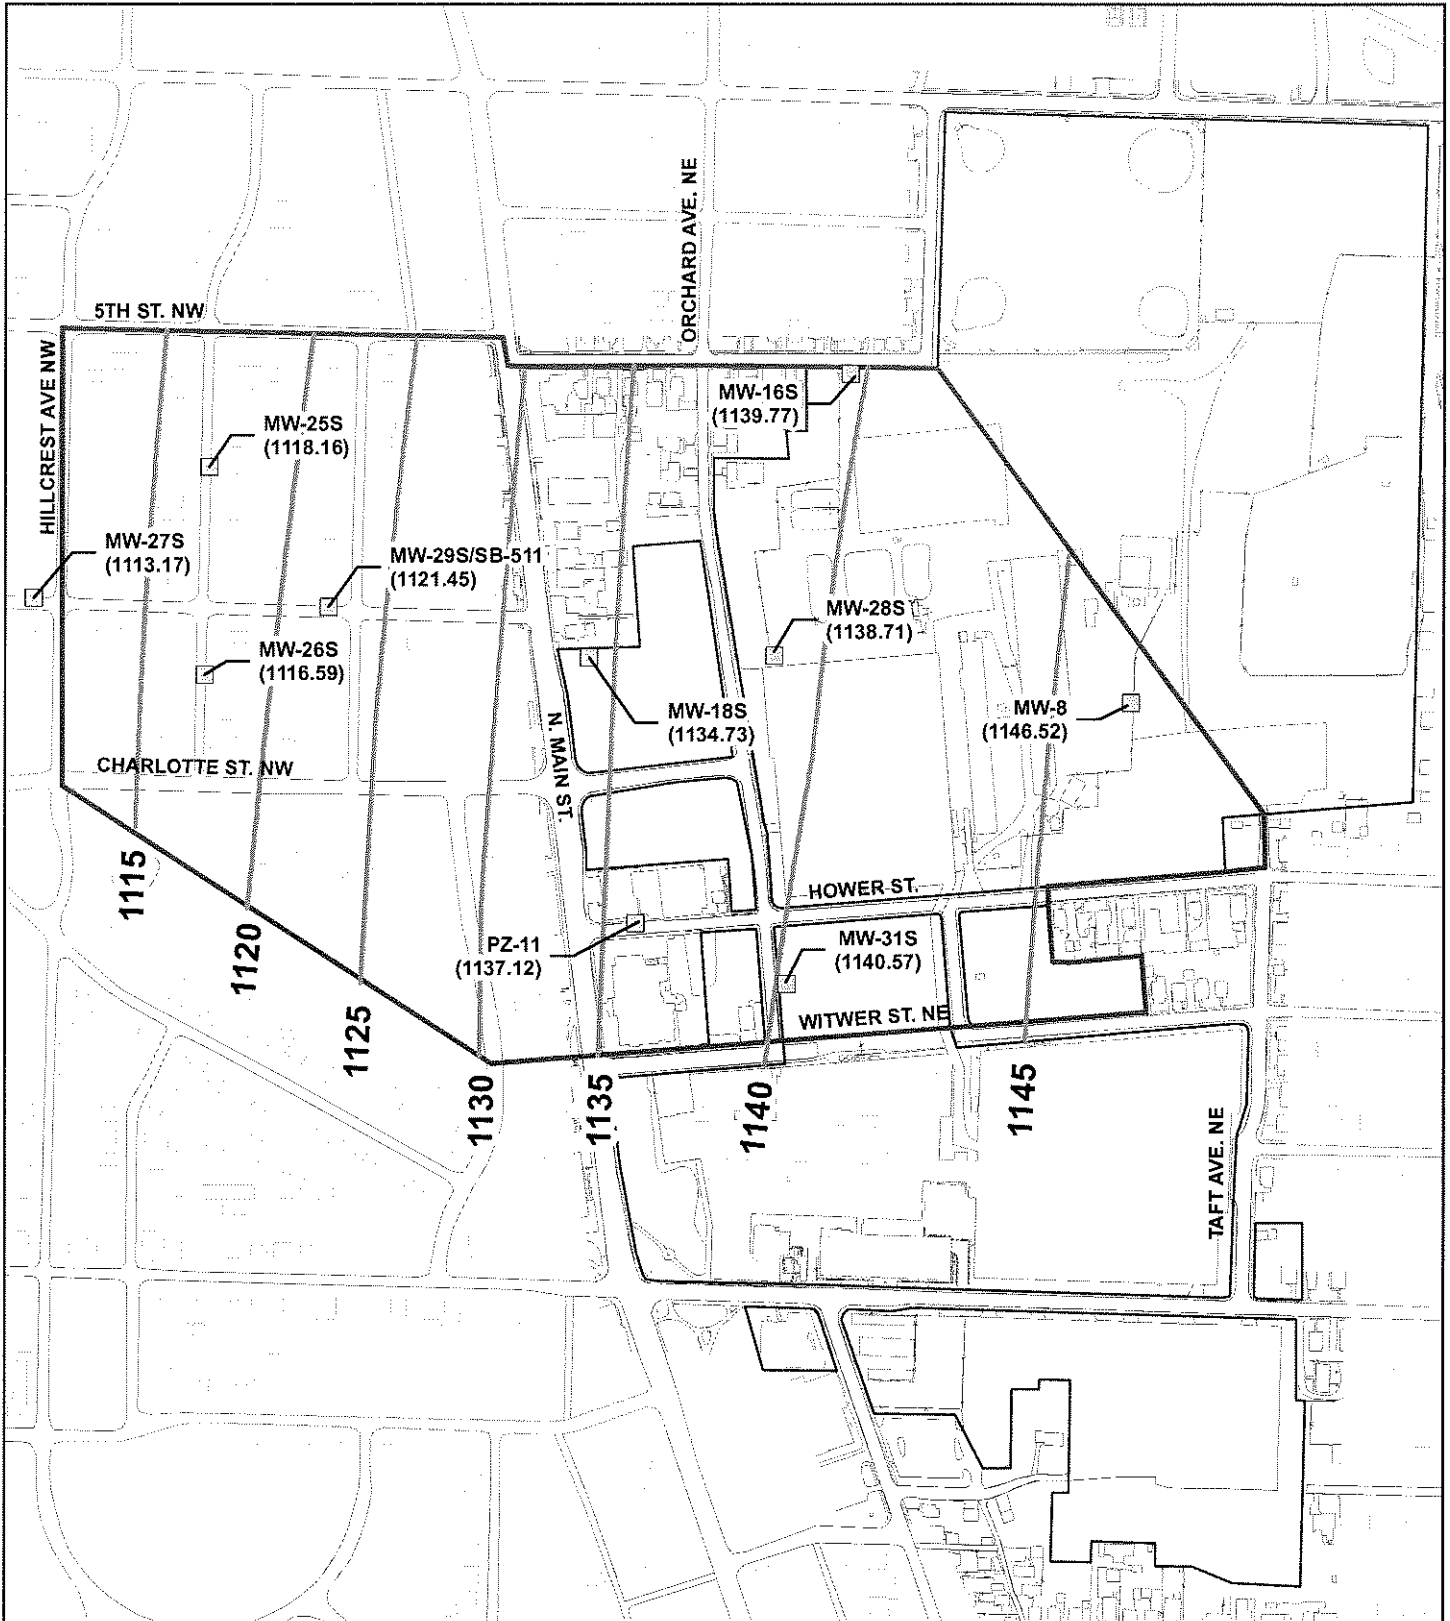 ORCHARD AVE. NE
5TH ST. NW
HILLCREST AVE NW
MW-16S
(1139.77)
MW-25S
(1118.16)
MW-27S
(1113.17)
MW-29S/SB-511
(1121.45)
MW-28S
(1138.71)
MW-26S
(1116.59)
MW-18S
(1134.73)
MW-8
(1146.52)
N. MAIN ST.
CHARLOTTE ST. NW
HOWER ST.
PZ-11
(1137.12)
MW-31S
(1140.57)
WITWER ST. NE
1115
1120
1125
1130
1135
1140
1145
TAFT AVE. NE